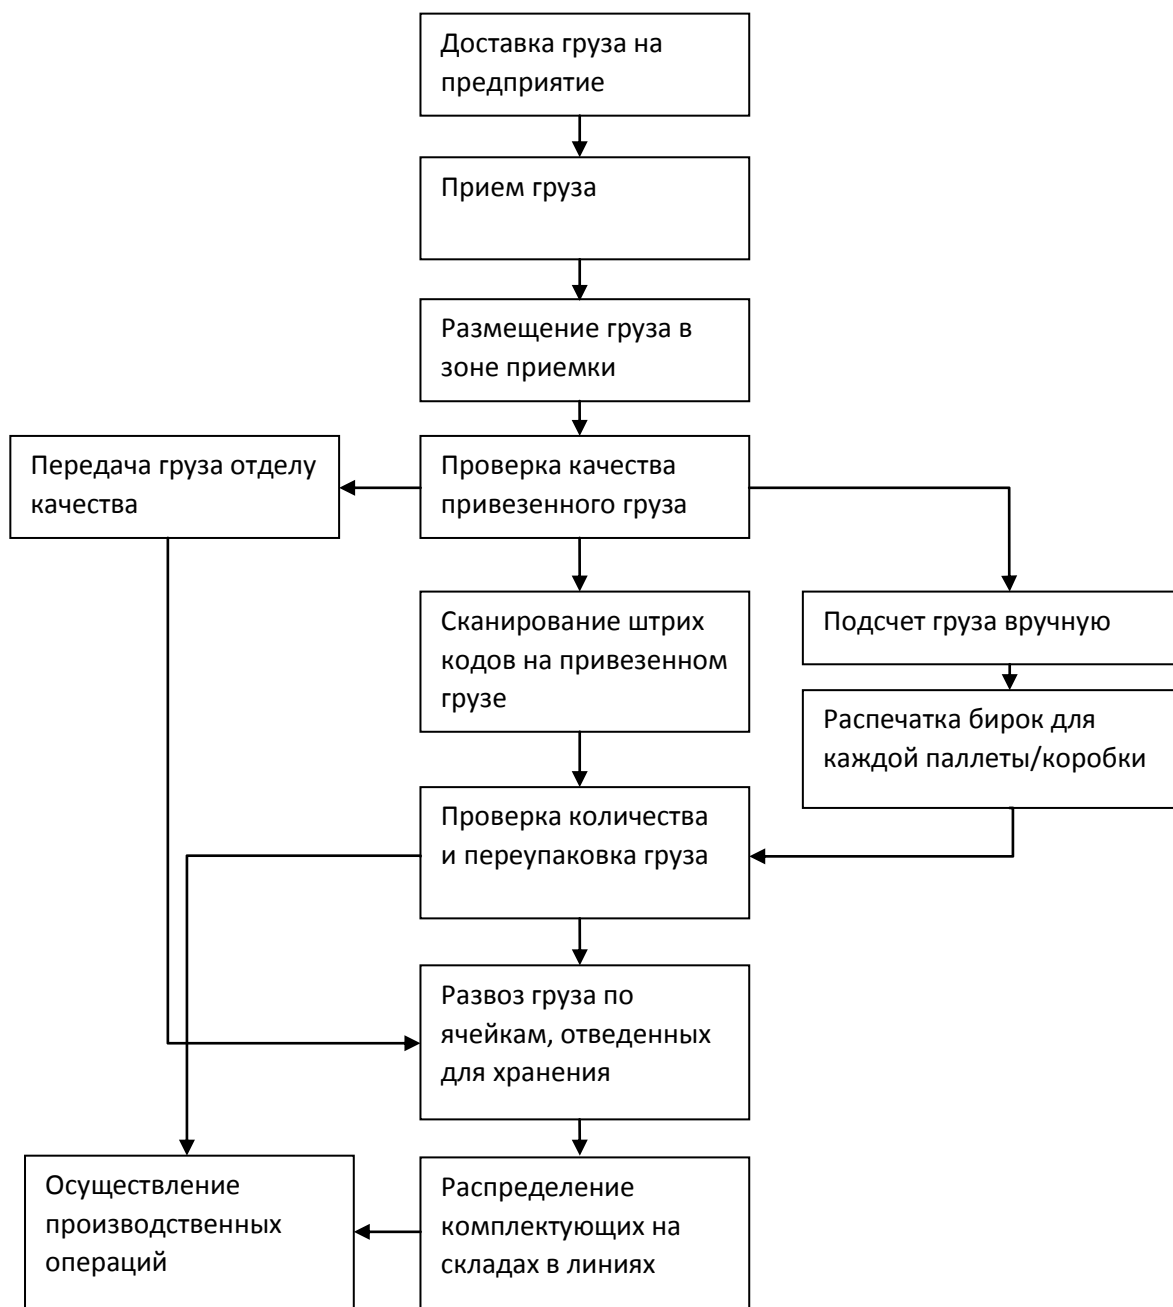 Доставка груза на
предприятие
Прием груза
Размещение груза в
зоне приемки
Передача груза отделу
качества
Проверка качества
привезенного груза
Сканирование штрих
кодов на привезенном
грузе
Подсчет груза вручную
Распечатка бирок для
каждой паллеты/коробки
Проверка количества
и переупаковка груза
Развоз груза по
ячейкам, отведенных
для хранения
Осуществление
производственных
операций
Распределение
комплектующих на
складах в линиях